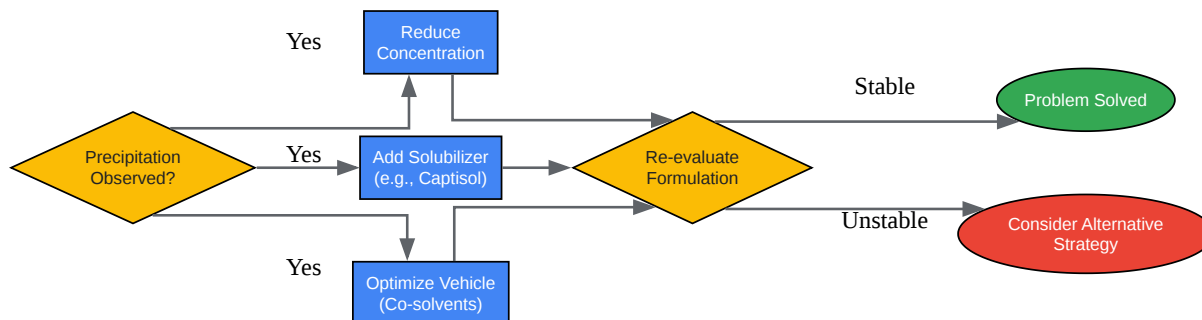 Yes
Reduce
Concentration
Precipitation
Observed?
Yes
Add Solubilizer
(e.g., Captisol)
Yes
Optimize Vehicle
(Co-solvents)
Re-evaluate
Formulation
Stable
Problem Solved
Unstable
Consider Alternative
Strategy